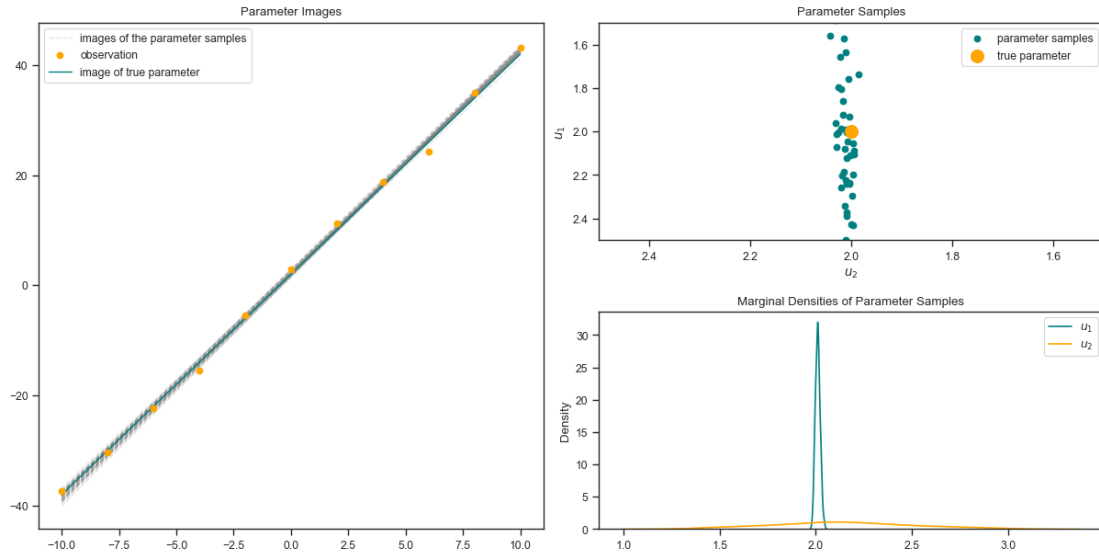 Parameter Images
images of the parameter samples
observation
image of true parameter
40
20
0
−20
−40
−10.0
−7.5
−5.0
−2.5
0.0
2.5
5.0
7.5
10.0
Parameter Samples
parameter samples
true parameter
u₁
1.6
1.8
2.0
2.2
2.4
2.4
2.2
2.0
1.8
1.6
u₂
Marginal Densities of Parameter Samples
u₁
u₂
Density
30
25
20
15
10
5
0
1.0
1.5
2.0
2.5
3.0